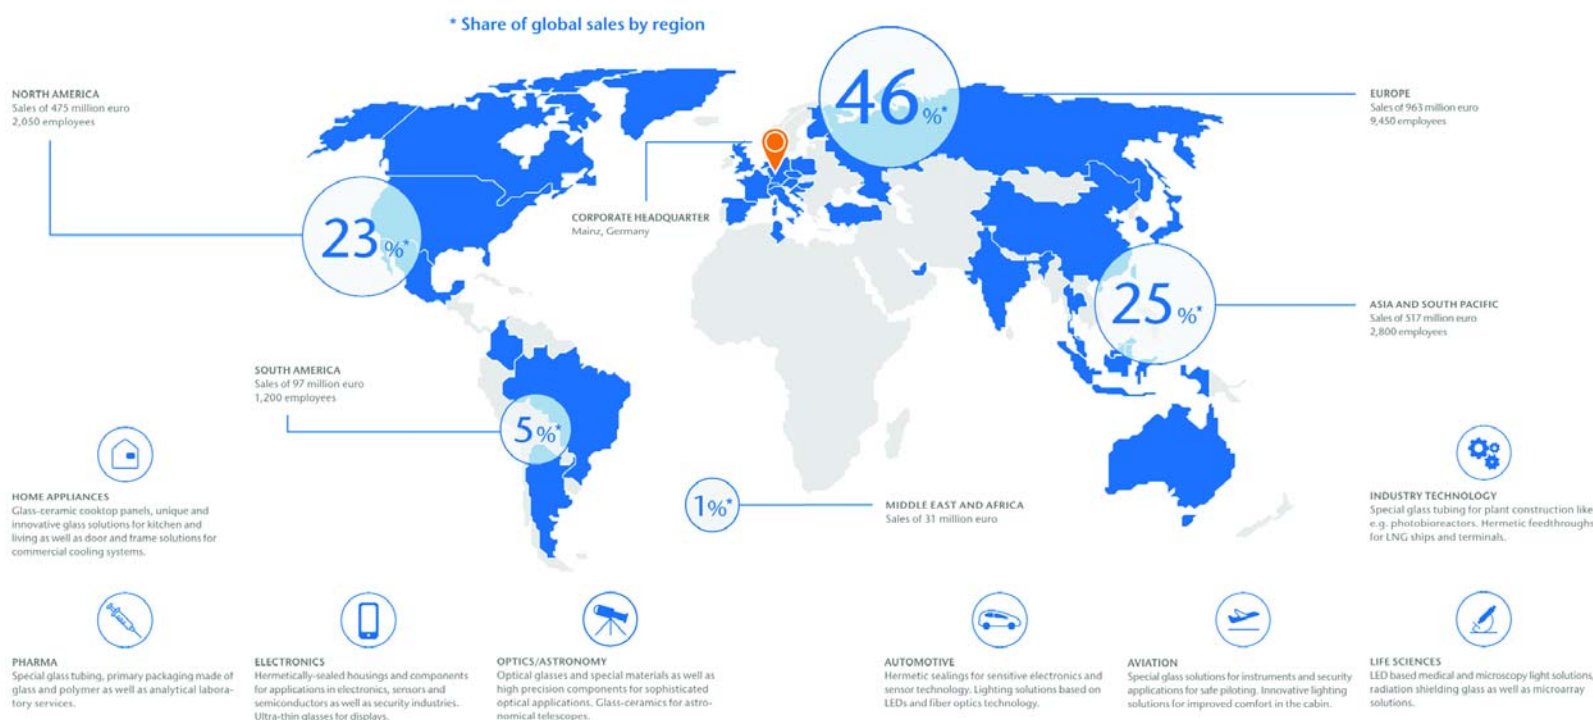 * Share of global sales by region
NORTH AMERICA
Sales of 475 million euro
2,050 employees
46%*
EUROPE
Sales of 963 million euro
9,450 employees
23%*
CORPORATE HEADQUARTER
Mainz, Germany
25%*
ASIA AND SOUTH PACIFIC
Sales of 517 million euro
2,800 employees
SOUTH AMERICA
Sales of 97 million euro
1,200 employees
5%*
1%*
MIDDLE EAST AND AFRICA
Sales of 31 million euro
HOME APPLIANCES
Glass-ceramic cooktop panels, unique and
innovative glass solutions for kitchen and
living as well as door and frame solutions for
commercial cooling systems.
INDUSTRY TECHNOLOGY
Special glass tubing for plant construction like
e.g. photobioreactors. Hermetic feedthroughs
for LNG ships and terminals.
PHARMA
Special glass tubing, primary packaging made of
glass and polymer as well as analytical labora-
tory services.
ELECTRONICS
Hermetically-sealed housings and components
for applications in electronics, sensors and
semiconductors as well as security industries.
Ultra-thin glasses for displays.
OPTICS/ASTRONOMY
Optical glasses and special materials as well as
high precision components for sophisticated
optical applications. Glass-ceramics for astro-
nomical telescopes.
AUTOMOTIVE
Hermetic sealings for sensitive electronics and
sensor technology. Lighting solutions based on
LEDs and fiber optics technology.
AVIATION
Special glass solutions for instruments and security
applications for safe piloting. Innovative lighting
solutions for improved comfort in the cabin.
LIFE SCIENCES
LED based medical and microscopy light solutions,
radiation shielding glass as well as microarray
solutions.